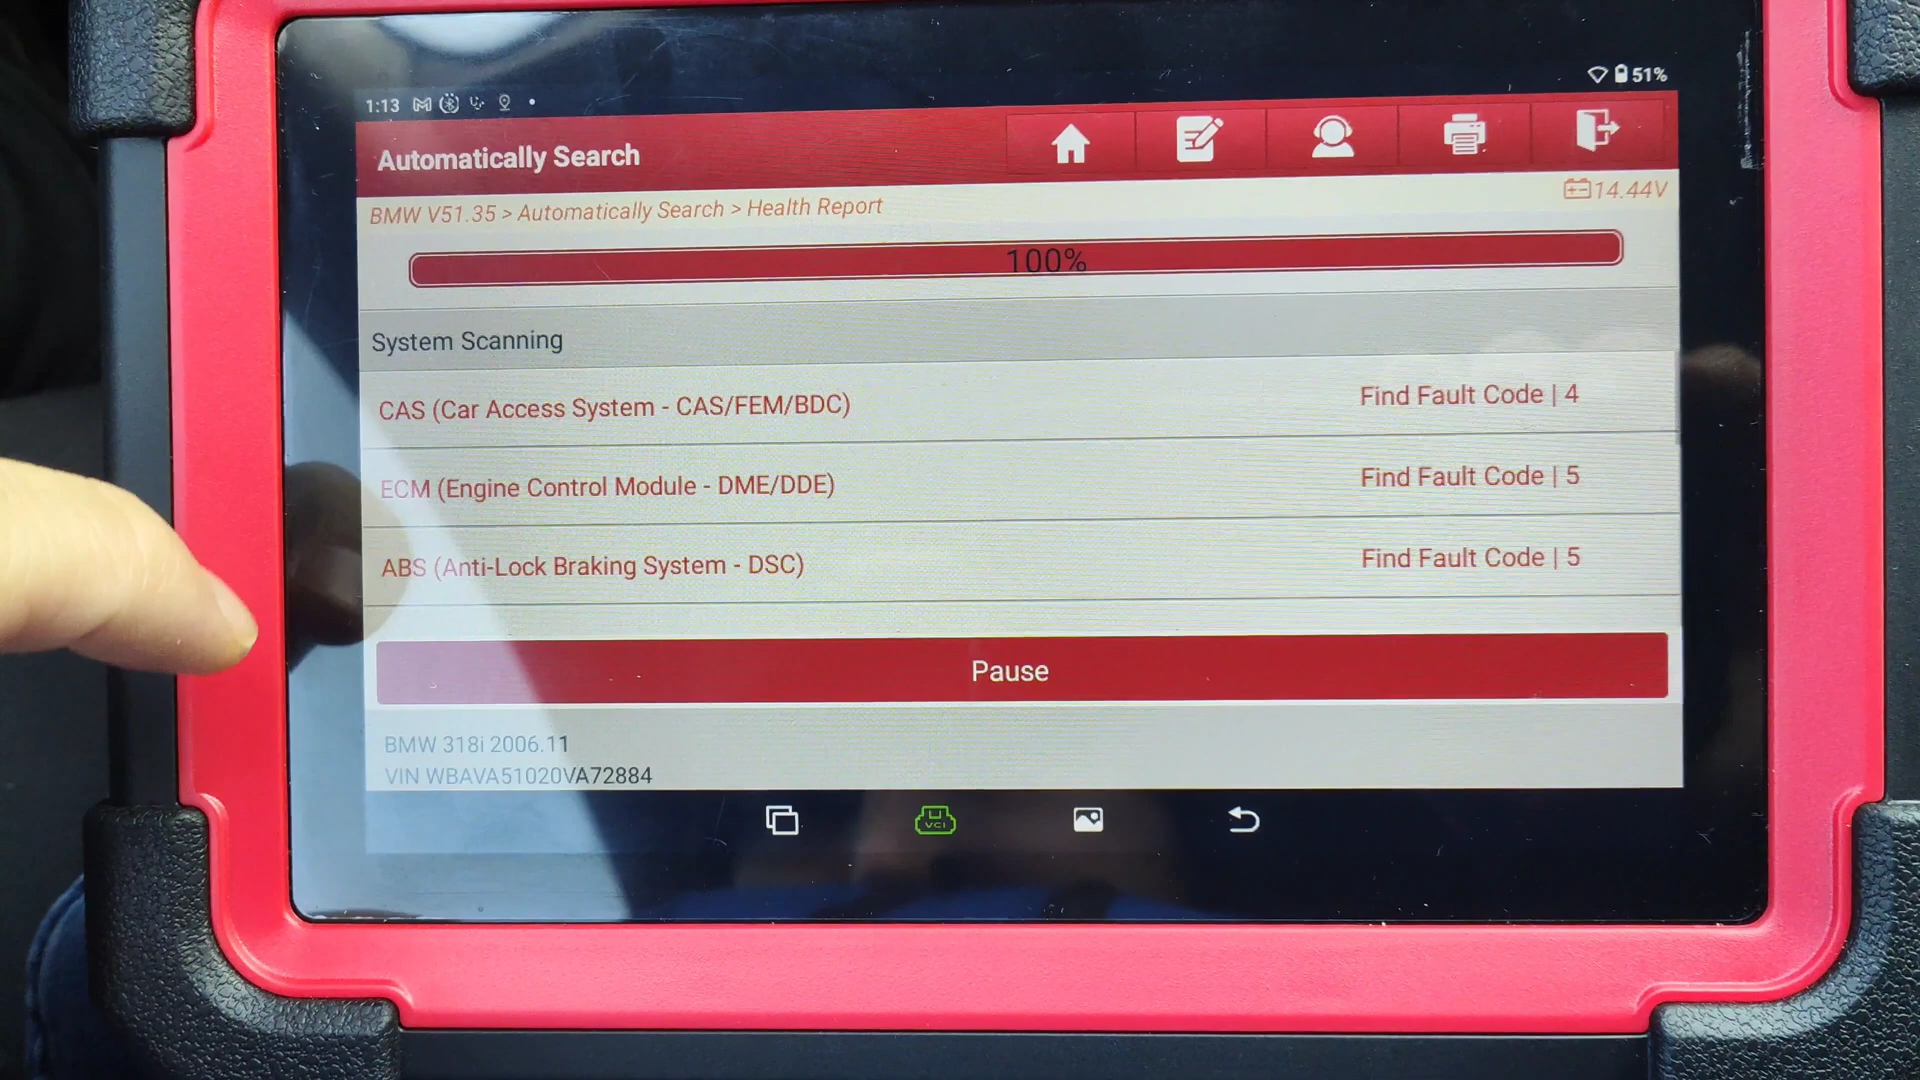 1:13
51%
Automatically Search
BMW V51.35 > Automatically Search > Health Report
14.44V
100%
System Scanning
CAS (Car Access System - CAS/FEM/BDC)
Find Fault Code | 4
ECM (Engine Control Module - DME/DDE)
Find Fault Code | 5
ABS (Anti-Lock Braking System - DSC)
Find Fault Code | 5
Pause
BMW 318i 2006.11
VIN WBAVA51020VA72884
VCI